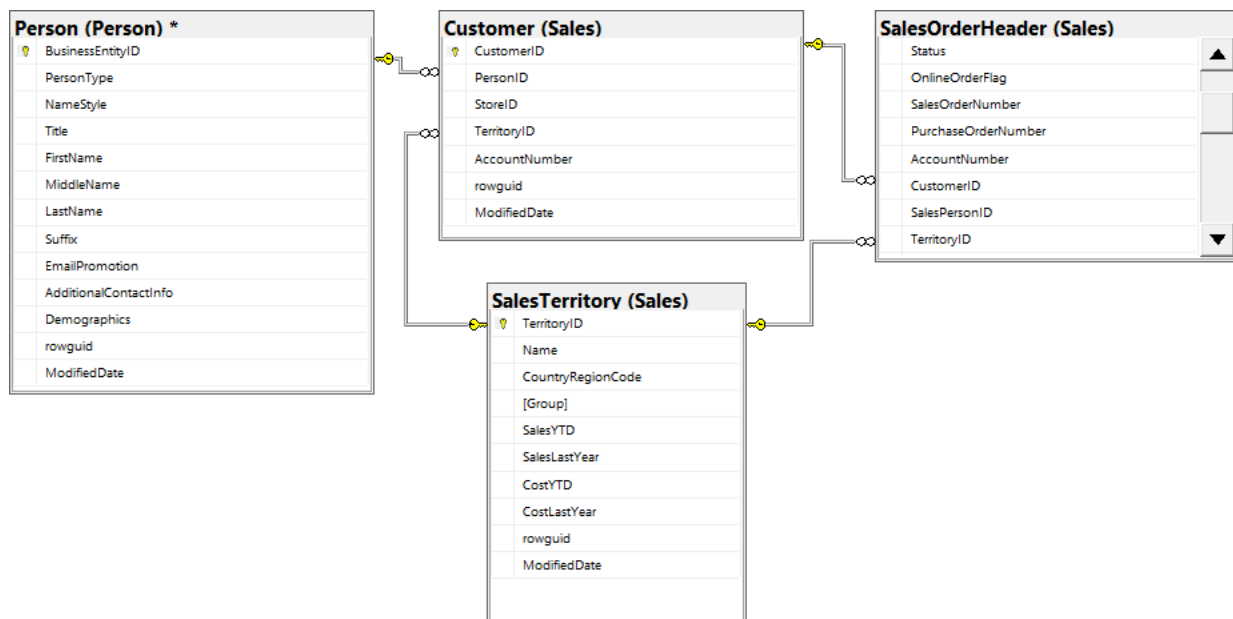 Person (Person) *
BusinessEntityID
PersonType
NameStyle
Title
FirstName
MiddleName
LastName
Suffix
EmailPromotion
AdditionalContactInfo
Demographics
rowguid
ModifiedDate
Customer (Sales)
CustomerID
PersonID
StoreID
TerritoryID
AccountNumber
rowguid
ModifiedDate
SalesOrderHeader (Sales)
Status
OnlineOrderFlag
SalesOrderNumber
PurchaseOrderNumber
AccountNumber
CustomerID
SalesPersonID
TerritoryID
SalesTerritory (Sales)
TerritoryID
Name
CountryRegionCode
[Group]
SalesYTD
SalesLastYear
CostYTD
CostLastYear
rowguid
ModifiedDate